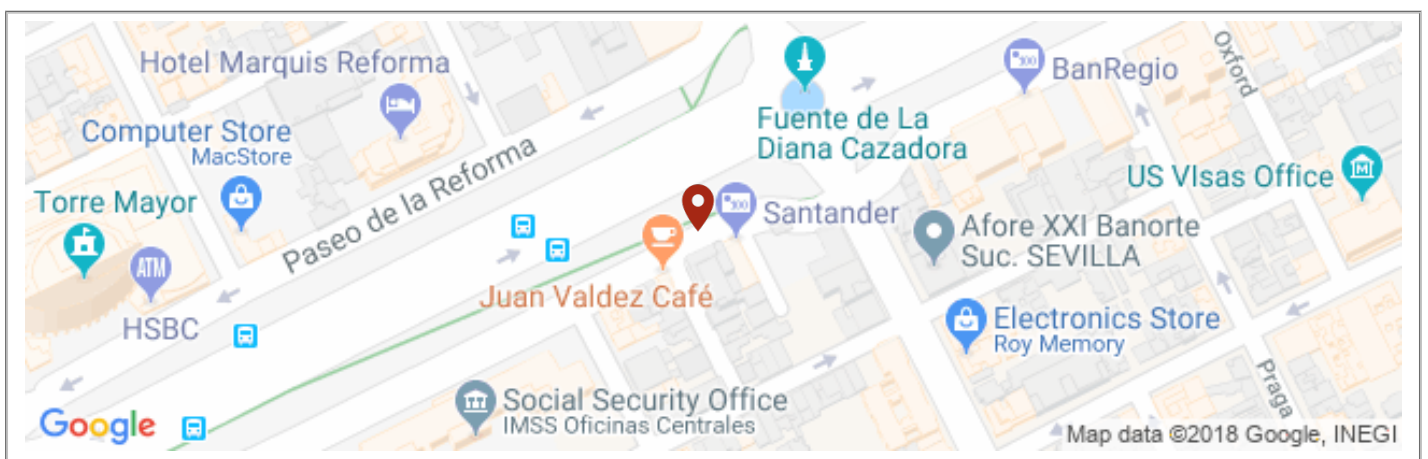 Hotel Marquis Reforma
BanRegio
Oxford
Computer Store
MacStore
Fuente de La
Diana Cazadora
Paseo de la Reforma
US VIsas Office
Torre Mayor
Santander
Afore XXI Banorte
Suc. SEVILLA
ATM
HSBC
Juan Valdez Café
Electronics Store
Roy Memory
Social Security Office
IMSS Oficinas Centrales
Praga
Google
Map data ©2018 Google, INEGI